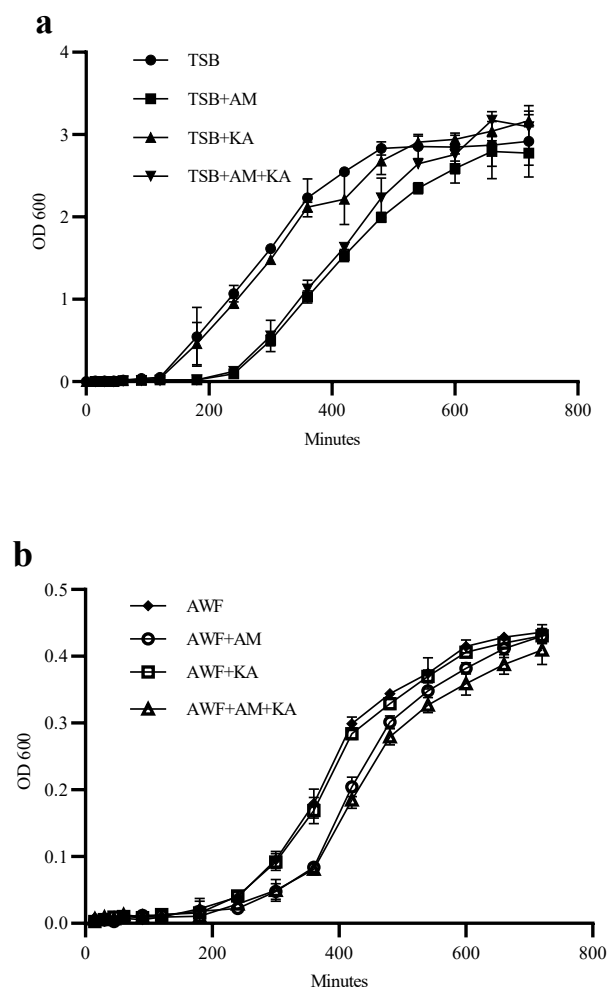 a
4
TSB
TSB+AM
3
TSB+KA
TSB+AM+KA
OD 600
2
1
0
0 200 400 600 800
Minutes
b
0.5
AWF
AWF+AM
0.4
AWF+KA
AWF+AM+KA
0.3
OD 600
0.2
0.1
0.0
0 200 400 600 800
Minutes